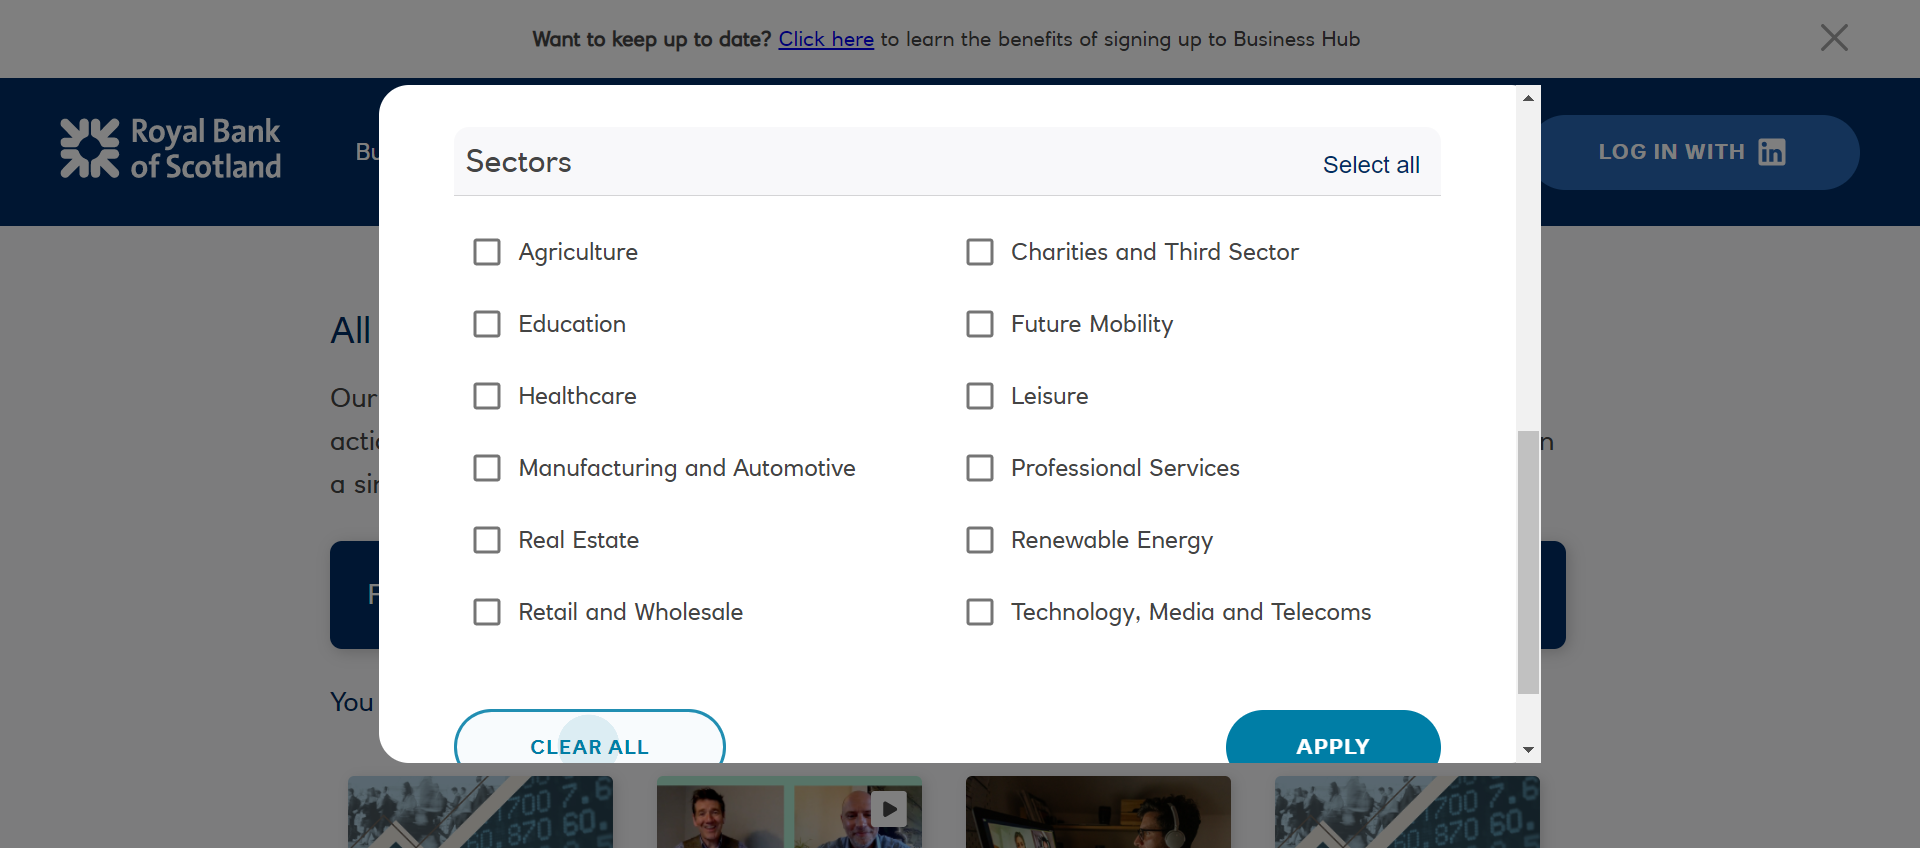 Want to keep up to date? Click here to learn the benefits of signing up to Business Hub
Royal Bank
of Scotland
Bu
LOG IN WITH in
Sectors
Select all
Agriculture
Charities and Third Sector
Education
Future Mobility
Healthcare
Leisure
Manufacturing and Automotive
Professional Services
Real Estate
Renewable Energy
Retail and Wholesale
Technology, Media and Telecoms
CLEAR ALL
APPLY
All
Our
n
a
You